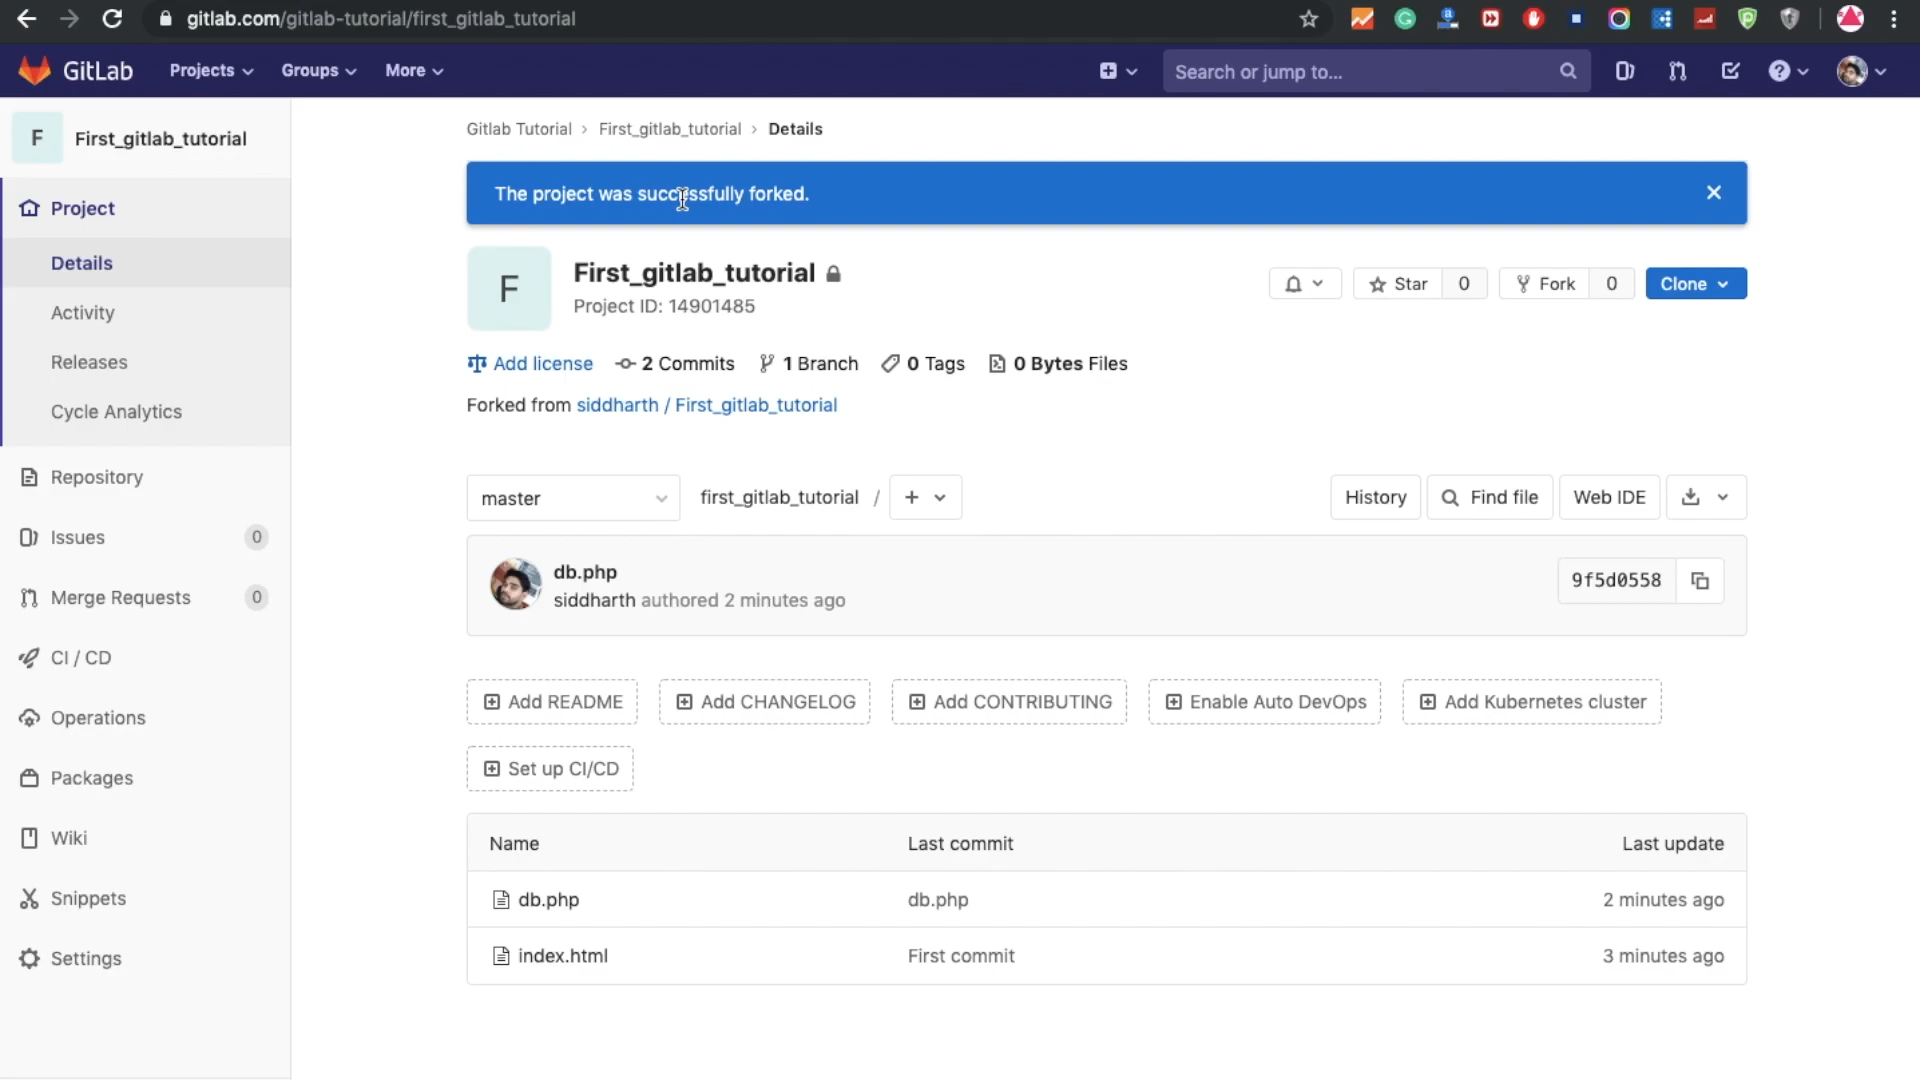 gitlab.com/gitlab-tutorial/first_gitlab_tutorial
GitLab Projects Groups More Search or jump to...
F First_gitlab_tutorial
Project
Details
Activity
Releases
Cycle Analytics
Repository
Issues 0
Merge Requests 0
CI / CD
Operations
Packages
Wiki
Snippets
Settings
Gitlab Tutorial › First_gitlab_tutorial › Details
The project was successfully forked.
F
First_gitlab_tutorial
Project ID: 14901485
Star 0 Fork 0 Clone
Add license 2 Commits 1 Branch 0 Tags 0 Bytes Files
Forked from siddharth / First_gitlab_tutorial
master first_gitlab_tutorial / + History Find file Web IDE
db.php
siddharth authored 2 minutes ago
9f5d0558
Add README Add CHANGELOG Add CONTRIBUTING Enable Auto DevOps Add Kubernetes cluster
Set up CI/CD
Name Last commit Last update
db.php db.php 2 minutes ago
index.html First commit 3 minutes ago